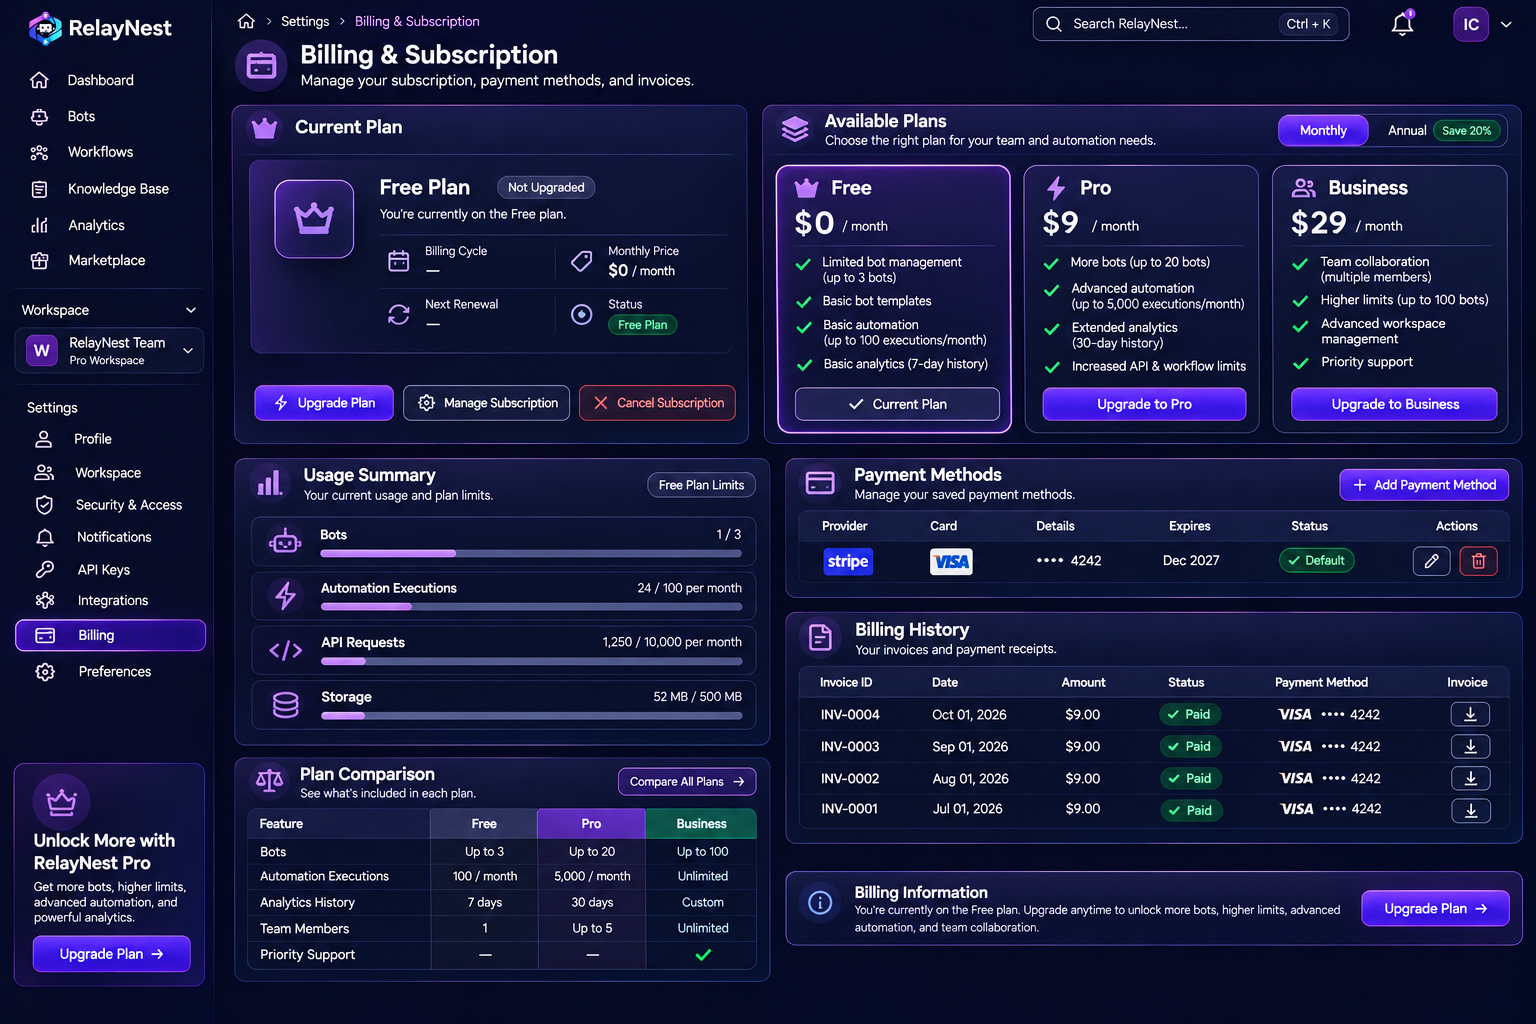 RelayNest
Dashboard
Bots
Workflows
Knowledge Base
Analytics
Marketplace
Workspace
W
RelayNest Team
Pro Workspace
Settings
Profile
Workspace
Security & Access
Notifications
API Keys
Integrations
Billing
Preferences
Unlock More with
RelayNest Pro
Get more bots, higher limits,
advanced automation, and
powerful analytics.
Upgrade Plan →
Settings > Billing & Subscription
Search RelayNest... Ctrl + K
IC
Billing & Subscription
Manage your subscription, payment methods, and invoices.
Current Plan
Free Plan Not Upgraded
You're currently on the Free plan.
Billing Cycle
—
Monthly Price
$0 / month
Next Renewal
—
Status
Free Plan
Upgrade Plan
Manage Subscription
Cancel Subscription
Available Plans
Choose the right plan for your team and automation needs.
Monthly Annual Save 20%
Free
$0 / month
Limited bot management
(up to 3 bots)
Basic bot templates
Basic automation
(up to 100 executions/month)
Basic analytics (7-day history)
Current Plan
Pro
$9 / month
More bots (up to 20 bots)
Advanced automation
(up to 5,000 executions/month)
Extended analytics
(30-day history)
Increased API & workflow limits
Upgrade to Pro
Business
$29 / month
Team collaboration
(multiple members)
Higher limits (up to 100 bots)
Advanced workspace
management
Priority support
Upgrade to Business
Usage Summary
Your current usage and plan limits.
Free Plan Limits
Bots 1 / 3
Automation Executions 24 / 100 per month
API Requests 1,250 / 10,000 per month
Storage 52 MB / 500 MB
Plan Comparison
See what's included in each plan.
Compare All Plans →
Feature Free Pro Business
Bots Up to 3 Up to 20 Up to 100
Automation Executions 100 / month 5,000 / month Unlimited
Analytics History 7 days 30 days Custom
Team Members 1 Up to 5 Unlimited
Priority Support — — ✓
Payment Methods
Manage your saved payment methods.
+ Add Payment Method
Provider Card Details Expires Status Actions
stripe VISA •••• 4242 Dec 2027 ✓ Default
Billing History
Your invoices and payment receipts.
Invoice ID Date Amount Status Payment Method Invoice
INV-0004 Oct 01, 2026 $9.00 ✓ Paid VISA •••• 4242
INV-0003 Sep 01, 2026 $9.00 ✓ Paid VISA •••• 4242
INV-0002 Aug 01, 2026 $9.00 ✓ Paid VISA •••• 4242
INV-0001 Jul 01, 2026 $9.00 ✓ Paid VISA •••• 4242
Billing Information
You're currently on the Free plan. Upgrade anytime to unlock more bots, higher limits, advanced
automation, and team collaboration.
Upgrade Plan →